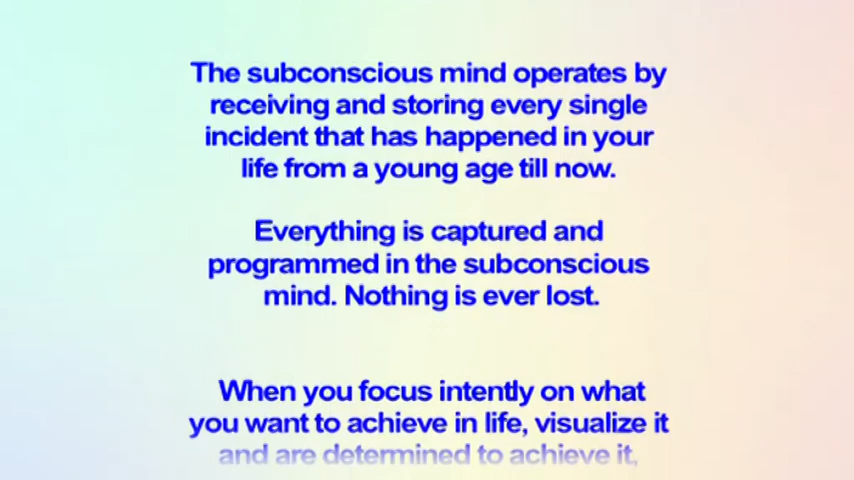 The subconscious mind operates by
receiving and storing every single
incident that has happened in your
life from a young age till now.
Everything is captured and
programmed in the subconscious
mind. Nothing is ever lost.
When you focus intently on what
you want to achieve in life, visualize it
and are determined to achieve it,